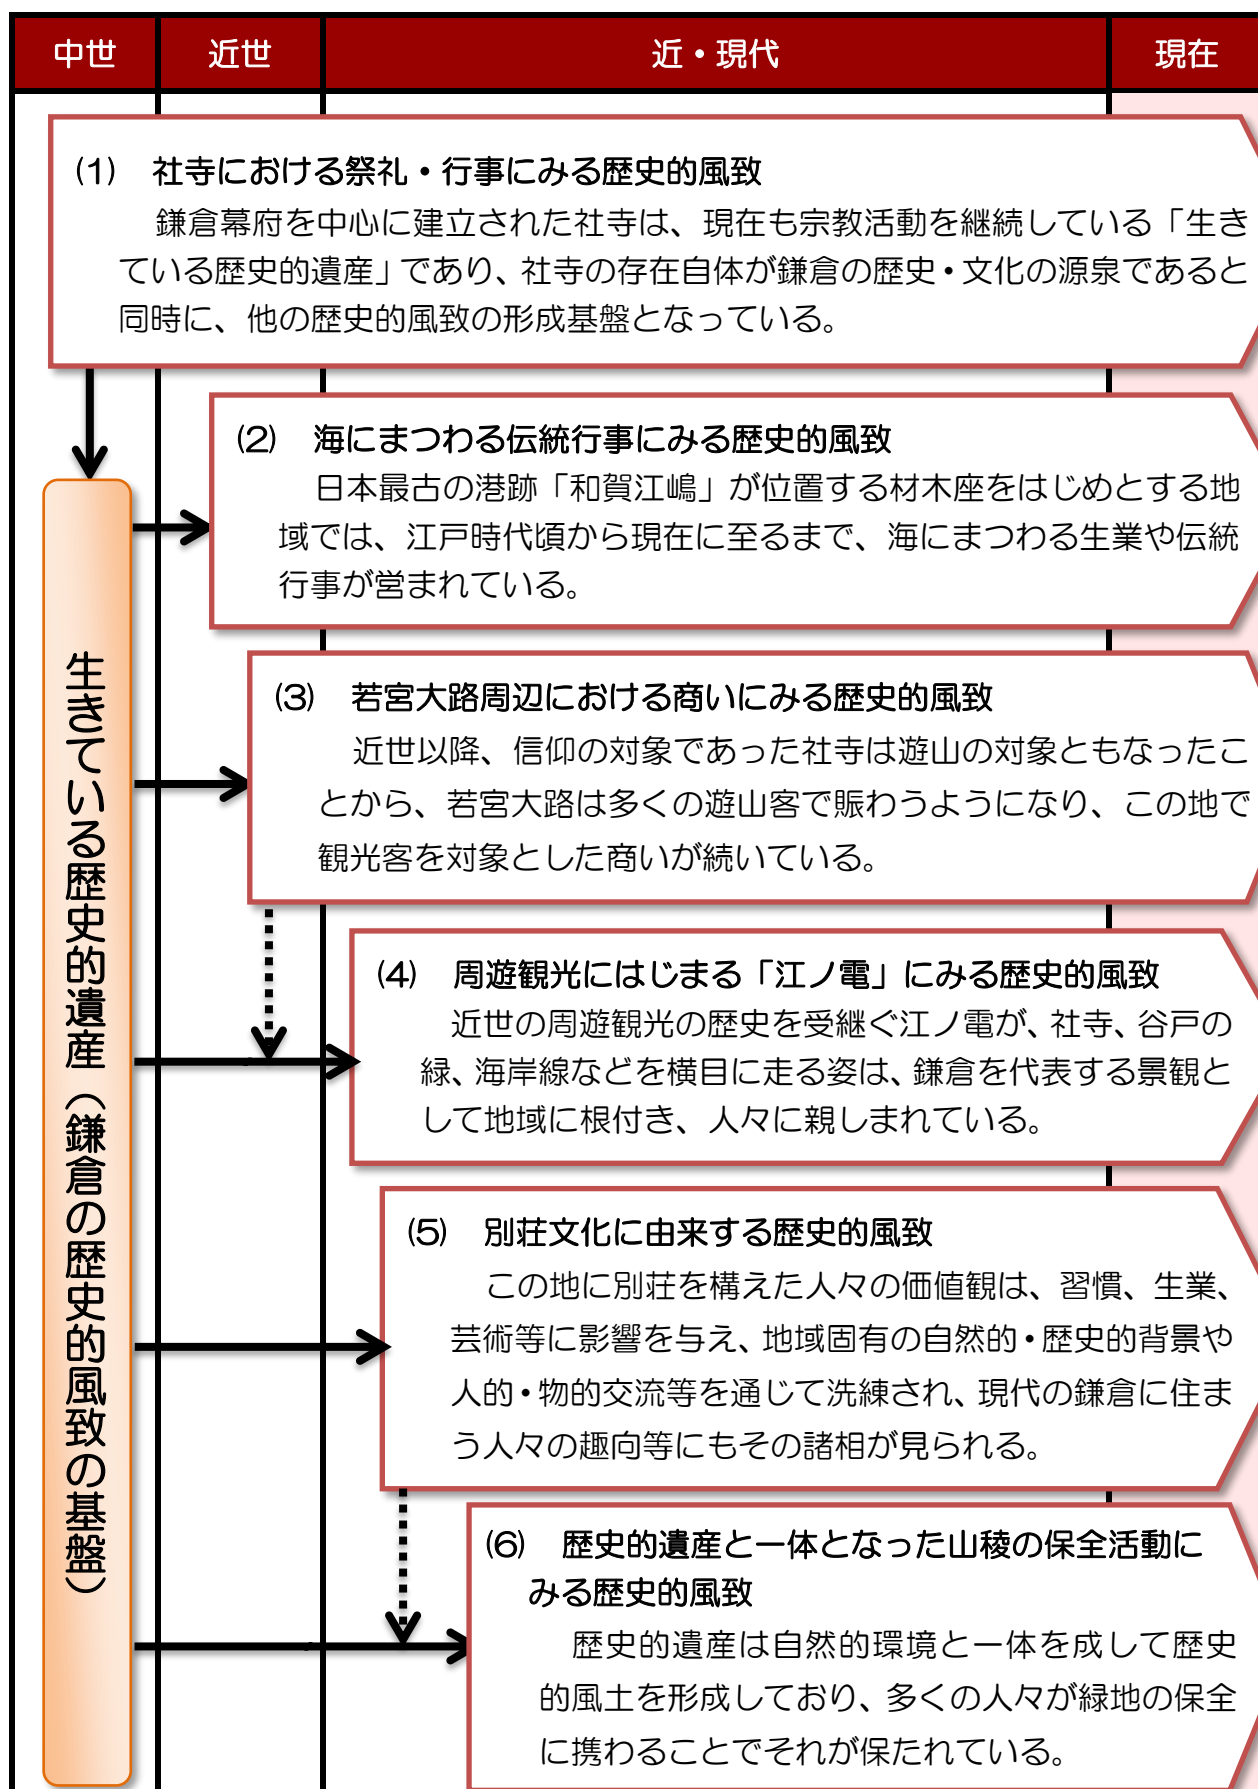 中世 近世 近・現代 現在
(1) 社寺における祭礼・行事にみる歴史的風致
鎌倉幕府を中心に建立された社寺は、現在も宗教活動を継続している「生き
ている歴史的遺産」であり、社寺の存在自体が鎌倉の歴史・文化の源泉であると
同時に、他の歴史的風致の形成基盤となっている。
(2) 海にまつわる伝統行事にみる歴史的風致
日本最古の港跡「和賀江嶋」が位置する材木座をはじめとする地
域では、江戸時代頃から現在に至るまで、海にまつわる生業や伝統
行事が営まれている。
生きている歴史的遺産（鎌倉の歴史的風致の基盤）
(3) 若宮大路周辺における商いにみる歴史的風致
近世以降、信仰の対象であった社寺は遊山の対象ともなったこ
とから、若宮大路は多くの遊山客で賑わうようになり、この地で
観光客を対象とした商いが続いている。
(4) 周遊観光にはじまる「江ノ電」にみる歴史的風致
近世の周遊観光の歴史を受継ぐ江ノ電が、社寺、谷戸の
緑、海岸線などを横目に走る姿は、鎌倉を代表する景観と
して地域に根付き、人々に親しまれている。
(5) 別荘文化に由来する歴史的風致
この地に別荘を構えた人々の価値観は、習慣、生業、
芸術等に影響を与え、地域固有の自然的・歴史的背景や
人的・物的交流等を通じて洗練され、現代の鎌倉に住ま
う人々の趣向等にもその諸相が見られる。
(6) 歴史的遺産と一体となった山稜の保全活動に
みる歴史的風致
歴史的遺産は自然的環境と一体を成して歴史
的風土を形成しており、多くの人々が緑地の保全
に携わることでそれが保たれている。